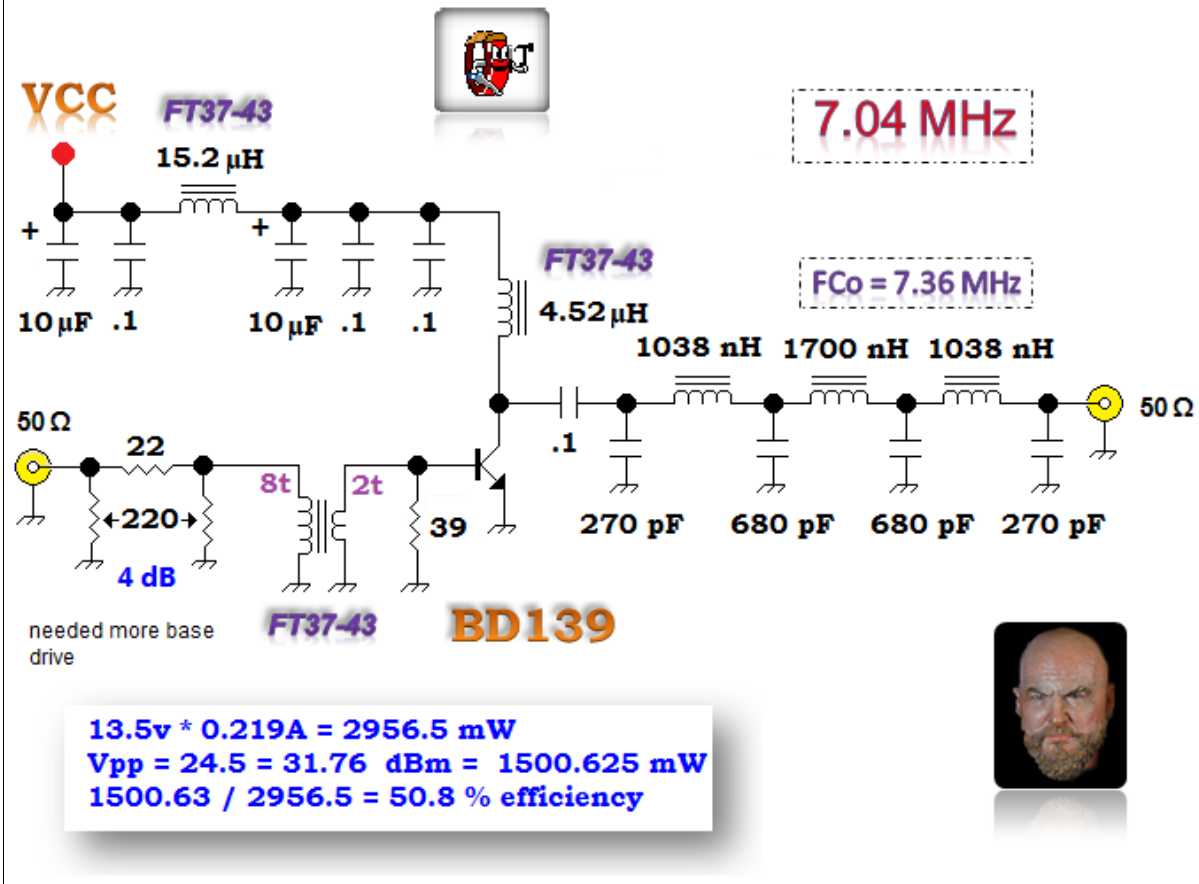 VCC
FT37-43
15.2 µH
7.04 MHz
+
+
10 µF .1
10 µF .1 .1
FT37-43
4.52 µH
FCo = 7.36 MHz
1038 nH 1700 nH 1038 nH
.1
50 Ω
50 Ω
22
8t
2t
220
39
4 dB
270 pF 680 pF 680 pF 270 pF
FT37-43
BD139
needed more base
drive
13.5v * 0.219A = 2956.5 mW
Vpp = 24.5 = 31.76 dBm = 1500.625 mW
1500.63 / 2956.5 = 50.8 % efficiency